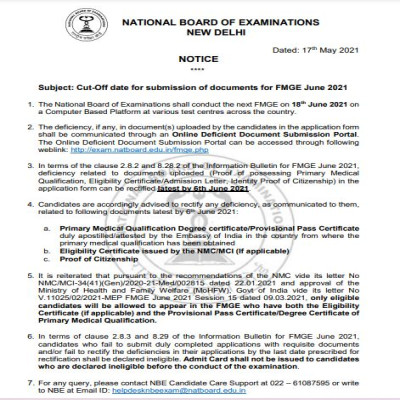 NATIONAL BOARD OF EXAMINATIONS
NEW DELHI
Dated: 17th May 2021
NOTICE
****
Subject: Cut-Off date for submission of documents for FMGE June 2021
1. The National Board of Examinations shall conduct the next FMGE on 18th June 2021 on
a Computer Based Platform at various test centres across the country.
2. The deficiency, if any, in document(s) uploaded by the candidates in the application form
shall be communicated through an Online Deficient Document Submission Portal.
The Online Deficient Document Submission Portal can be accessed through following
weblink: http://exam.natboard.edu.in/fmge.php
3. In terms of the clause 2.8.2 and 8.28.2 of the Information Bulletin for FMGE June 2021,
deficiency related to documents uploaded (Proof of possessing Primary Medical
Qualification, Eligibility Certificate/Admission Letter, Identity Proof of Citizenship) in the
application form can be rectified latest by 6th June 2021.
4. Candidates are accordingly advised to rectify any deficiency, as communicated to them,
related to following documents latest by 6th June 2021:
a. Primary Medical Qualification Degree certificate/Provisional Pass Certificate
duly apostilled/attested by the Embassy of India in the country from where the
primary medical qualification has been obtained
b. Eligibility Certificate issued by the NMC/MCI (If applicable)
c. Proof of Citizenship
5. It is reiterated that pursuant to the recommendations of the NMC vide its letter No
NMC/MCI-34(41)(Gen)/2020-21-Med/002815 dated 22.01.2021 and approval of the
Ministry of Health and Family Welfare (MoHFW), Govt of India vide its letter No
V.11025/02/2021-MEP FMGE June 2021 Session_15 dated 09.03.2021, only eligible
candidates will be allowed to appear in the FMGE who have both the Eligibility
Certificate (if applicable) and the Provisional Pass Certificate/Degree Certificate of
Primary Medical Qualification.
6. In terms of clause 2.8.3 and 8.29 of the Information Bulletin for FMGE June 2021,
candidates who fail to submit duly completed applications with requisite documents
and/or fail to rectify the deficiencies in their applications by the last date prescribed for
rectification shall be declared ineligible. Admit Card shall not be issued to candidates
who are declared ineligible before the conduct of the examination.
7. For any query, please contact NBE Candidate Care Support at 022 – 61087595 or write
to NBE at Email ID: helpdesknbeexam@natboard.edu.in